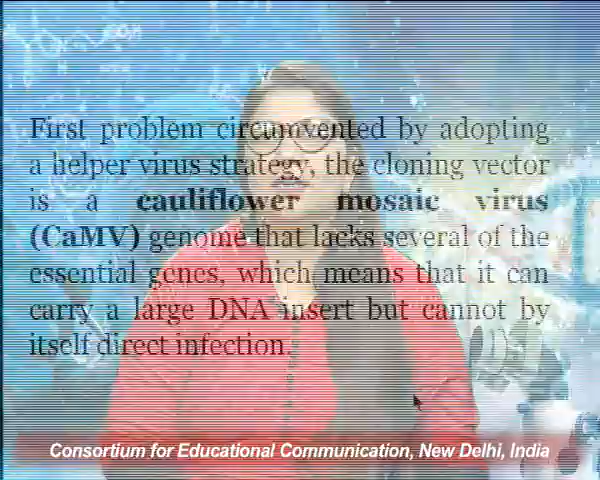 First problem circumvented by adopting
a helper virus strategy, the cloning vector
is a cauliflower mosaic virus
(CaMV) genome that lacks several of the
essential genes, which means that it can
carry a large DNA insert but cannot by
itself direct infection.
Consortium for Educational Communication, New Delhi, India